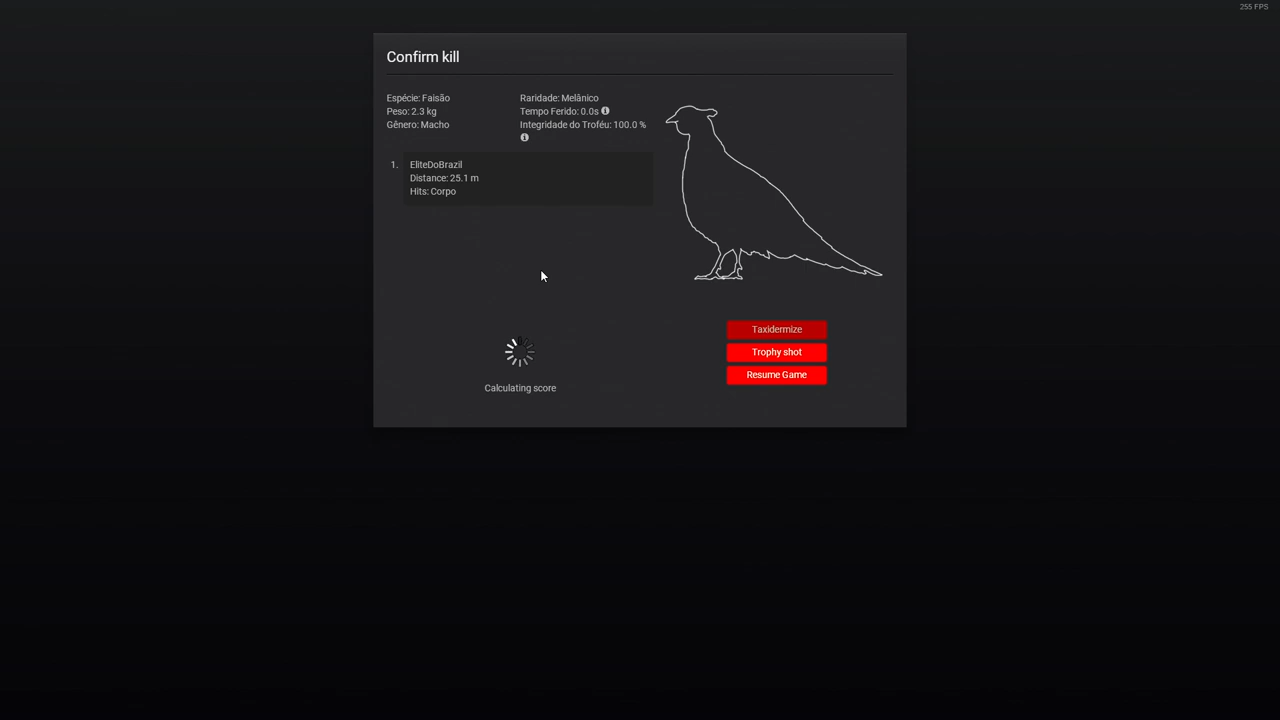 255 FPS
Confirm kill
Espécie: Faisão
Peso: 2.3 kg
Gênero: Macho
Raridade: Melânico
Tempo Ferido: 0.0s
Integridade do Troféu: 100.0 %
1.
EliteDoBrazil
Distance: 25.1 m
Hits: Corpo
Calculating score
Taxidermize
Trophy shot
Resume Game